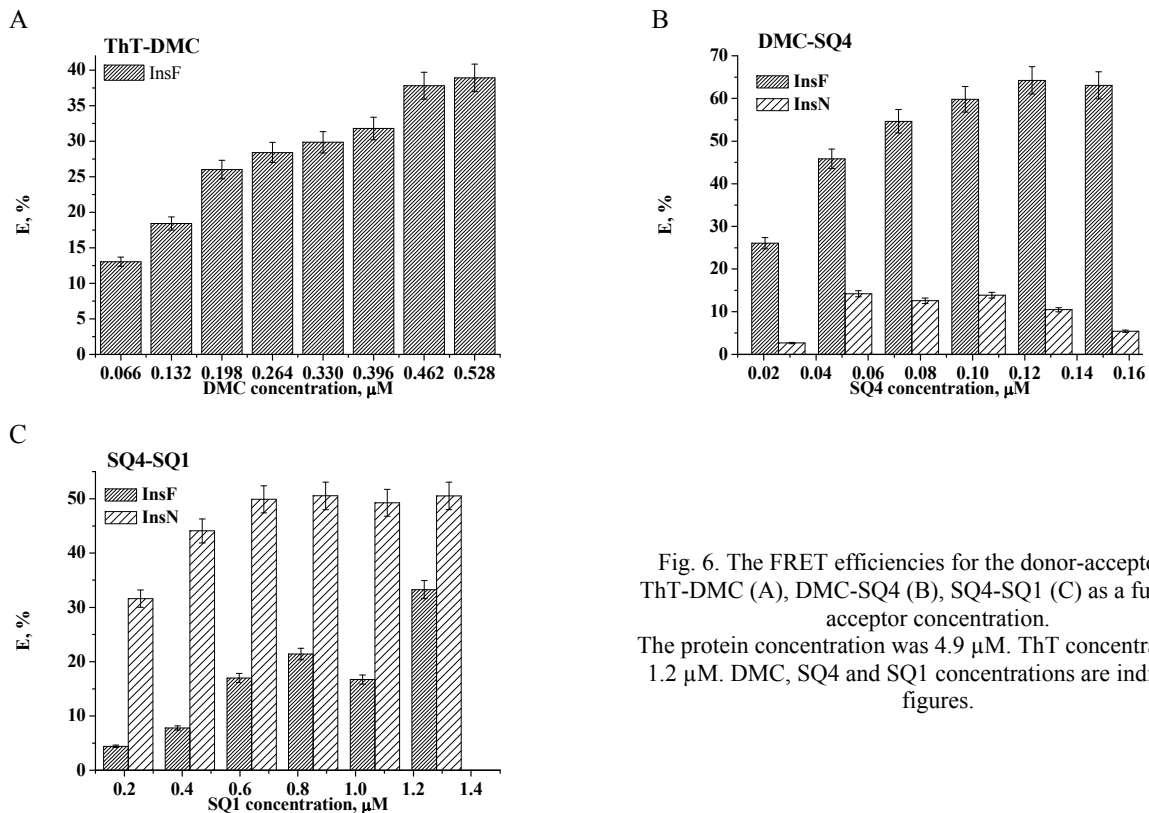 A
ThT-DMC
InsF
E, %
40
35
30
25
20
15
10
5
0
0.066 0.132 0.198 0.264 0.330 0.396 0.462 0.528
DMC concentration, μM
B
DMC-SQ4
InsF
InsN
E, %
70
60
50
40
30
20
10
0
0.02 0.04 0.06 0.08 0.10 0.12 0.14 0.16
SQ4 concentration, μM
C
SQ4-SQ1
InsF
InsN
E, %
50
40
30
20
10
0
0.2 0.4 0.6 0.8 1.0 1.2 1.4
SQ1 concentration, μM
Fig. 6. The FRET efficiencies for the donor-accepto
ThT-DMC (A), DMC-SQ4 (B), SQ4-SQ1 (C) as a fu
acceptor concentration.
The protein concentration was 4.9 μM. ThT concentra
1.2 μM. DMC, SQ4 and SQ1 concentrations are indi
figures.